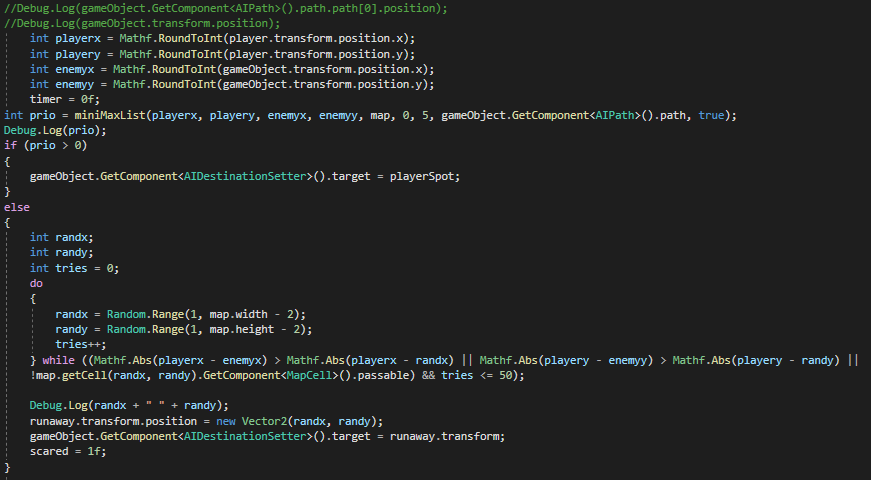 //Debug.Log(gameObject.GetComponent<AIPath>().path.path[0].position);
//Debug.Log(gameObject.transform.position);
int playerx = Mathf.RoundToInt(player.transform.position.x);
int playery = Mathf.RoundToInt(player.transform.position.y);
int enemyx = Mathf.RoundToInt(gameObject.transform.position.x);
int enemyy = Mathf.RoundToInt(gameObject.transform.position.y);
timer = 0f;
int prio = miniMaxList(playerx, playery, enemyx, enemyy, map, 0, 5, gameObject.GetComponent<AIPath>().path, true);
Debug.Log(prio);
if (prio > 0)
{
gameObject.GetComponent<AIDestinationSetter>().target = playerSpot;
}
else
{
int randx;
int randy;
int tries = 0;
do
{
randx = Random.Range(1, map.width - 2);
randy = Random.Range(1, map.height - 2);
tries++;
} while ((Mathf.Abs(playerx - enemyx) > Mathf.Abs(playerx - randx) || Mathf.Abs(playery - enemyy) > Mathf.Abs(playery - randy) ||
!map.getCell(randx, randy).GetComponent<MapCell>().passable) && tries <= 50);
Debug.Log(randx + " " + randy);
runaway.transform.position = new Vector2(randx, randy);
gameObject.GetComponent<AIDestinationSetter>().target = runaway.transform;
scared = 1f;
}